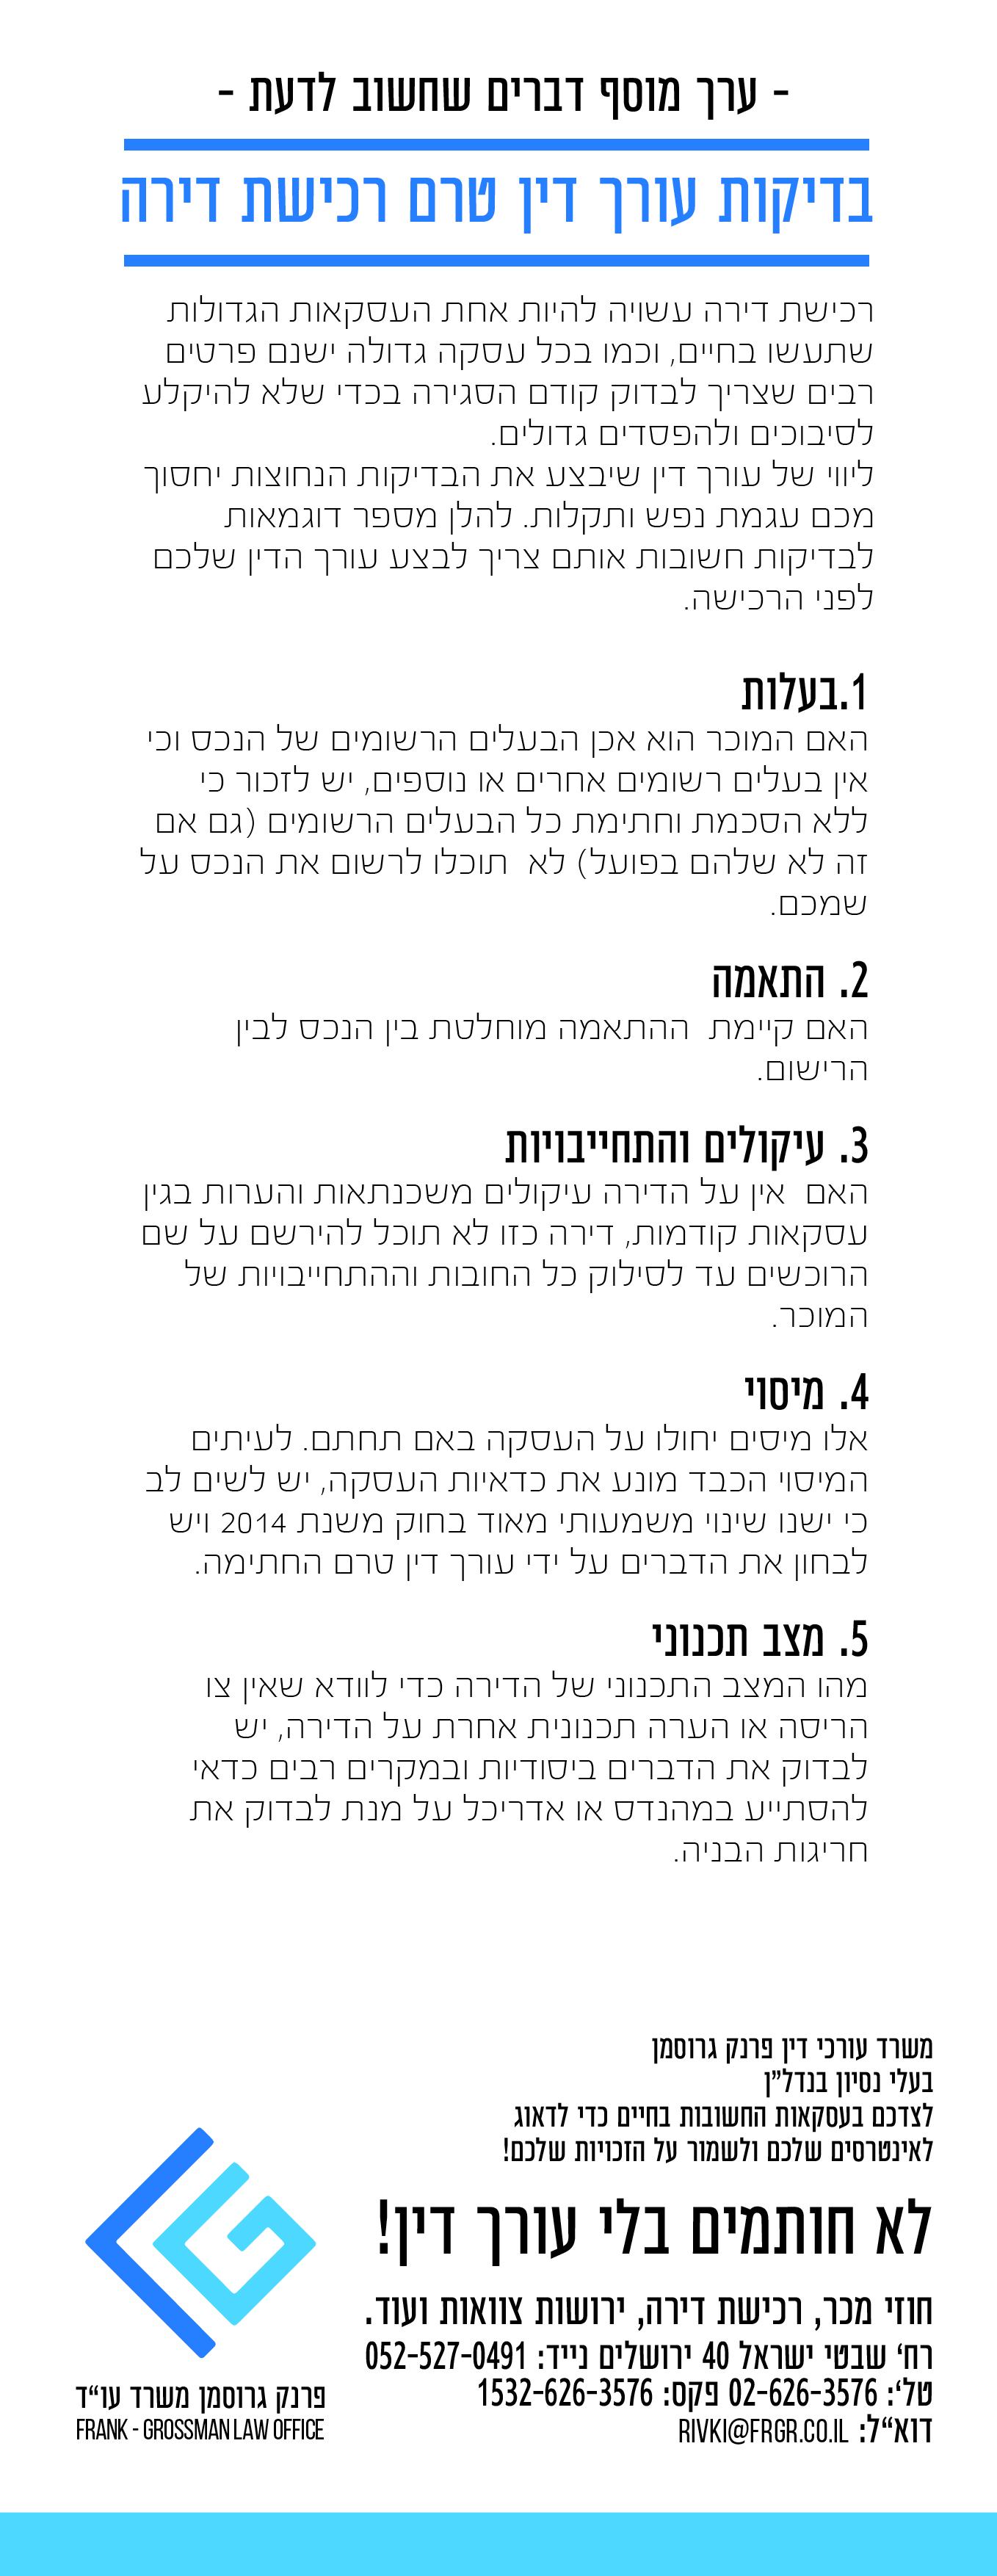 - ערך מוסף דברים שחשוב לדעת -
בדיקות עורך דין טרם רכישת דירה
רכישת דירה עשויה להיות אחת העסקאות הגדולות
שתעשו בחיים, וכמו בכל עסקה גדולה ישנם פרטים
רבים שצריך לבדוק קודם הסגירה בכדי שלא להיקלע
לסיבוכים ולהפסדים גדולים.
ליווי של עורך דין שיבצע את הבדיקות הנחוצות יחסוך
מכם עגמת נפש ותקלות. להלן מספר דוגמאות
לבדיקות חשובות אותם צריך לבצע עורך הדין שלכם
לפני הרכישה.
1.בעלות
האם המוכר הוא אכן הבעלים הרשומים של הנכס וכי
אין בעלים רשומים אחרים או נוספים, יש לזכור כי
ללא הסכמת וחתימת כל הבעלים הרשומים (גם אם
זה לא שלהם בפועל) לא תוכלו לרשום את הנכס על
שמכם.
2. התאמה
האם קיימת ההתאמה מוחלטת בין הנכס לבין
הרישום.
3. עיקולים והתחייבויות
האם אין על הדירה עיקולים משכנתאות והערות בגין
עסקאות קודמות, דירה כזו לא תוכל להירשם על שם
הרוכשים עד לסילוק כל החובות וההתחייבויות של
המוכר.
4. מיסוי
אלו מיסים יחולו על העסקה באם תחתם. לעיתים
המיסוי הכבד מונע את כדאיות העסקה, יש לשים לב
כי ישנו שינוי משמעותי מאוד בחוק משנת 2014 ויש
לבחון את הדברים על ידי עורך דין טרם החתימה.
5. מצב תכנוני
מהו המצב התכנוני של הדירה כדי לוודא שאין צו
הריסה או הערה תכנונית אחרת על הדירה, יש
לבדוק את הדברים ביסודיות ובמקרים רבים כדאי
להסתייע במהנדס או אדריכל על מנת לבדוק את
חריגות הבניה.
משרד עורכי דין פרנק גרוסמן
בעלי נסיון בנדל"ן
לצדכם בעסקאות החשובות בחיים כדי לדאוג
לאינטרסים שלכם ולשמור על הזכויות שלכם!
לא חותמים בלי עורך דין!
חוזי מכר, רכישת דירה, ירושות צוואות ועוד.
רח' שבטי ישראל 40 ירושלים נייד: 052-527-0491
טל': 02-626-3576 פקס: 1532-626-3576
דוא"ל: RIVKI@FRGR.CO.IL
פרנק גרוסמן משרד עו"ד
FRANK - GROSSMAN LAW OFFICE